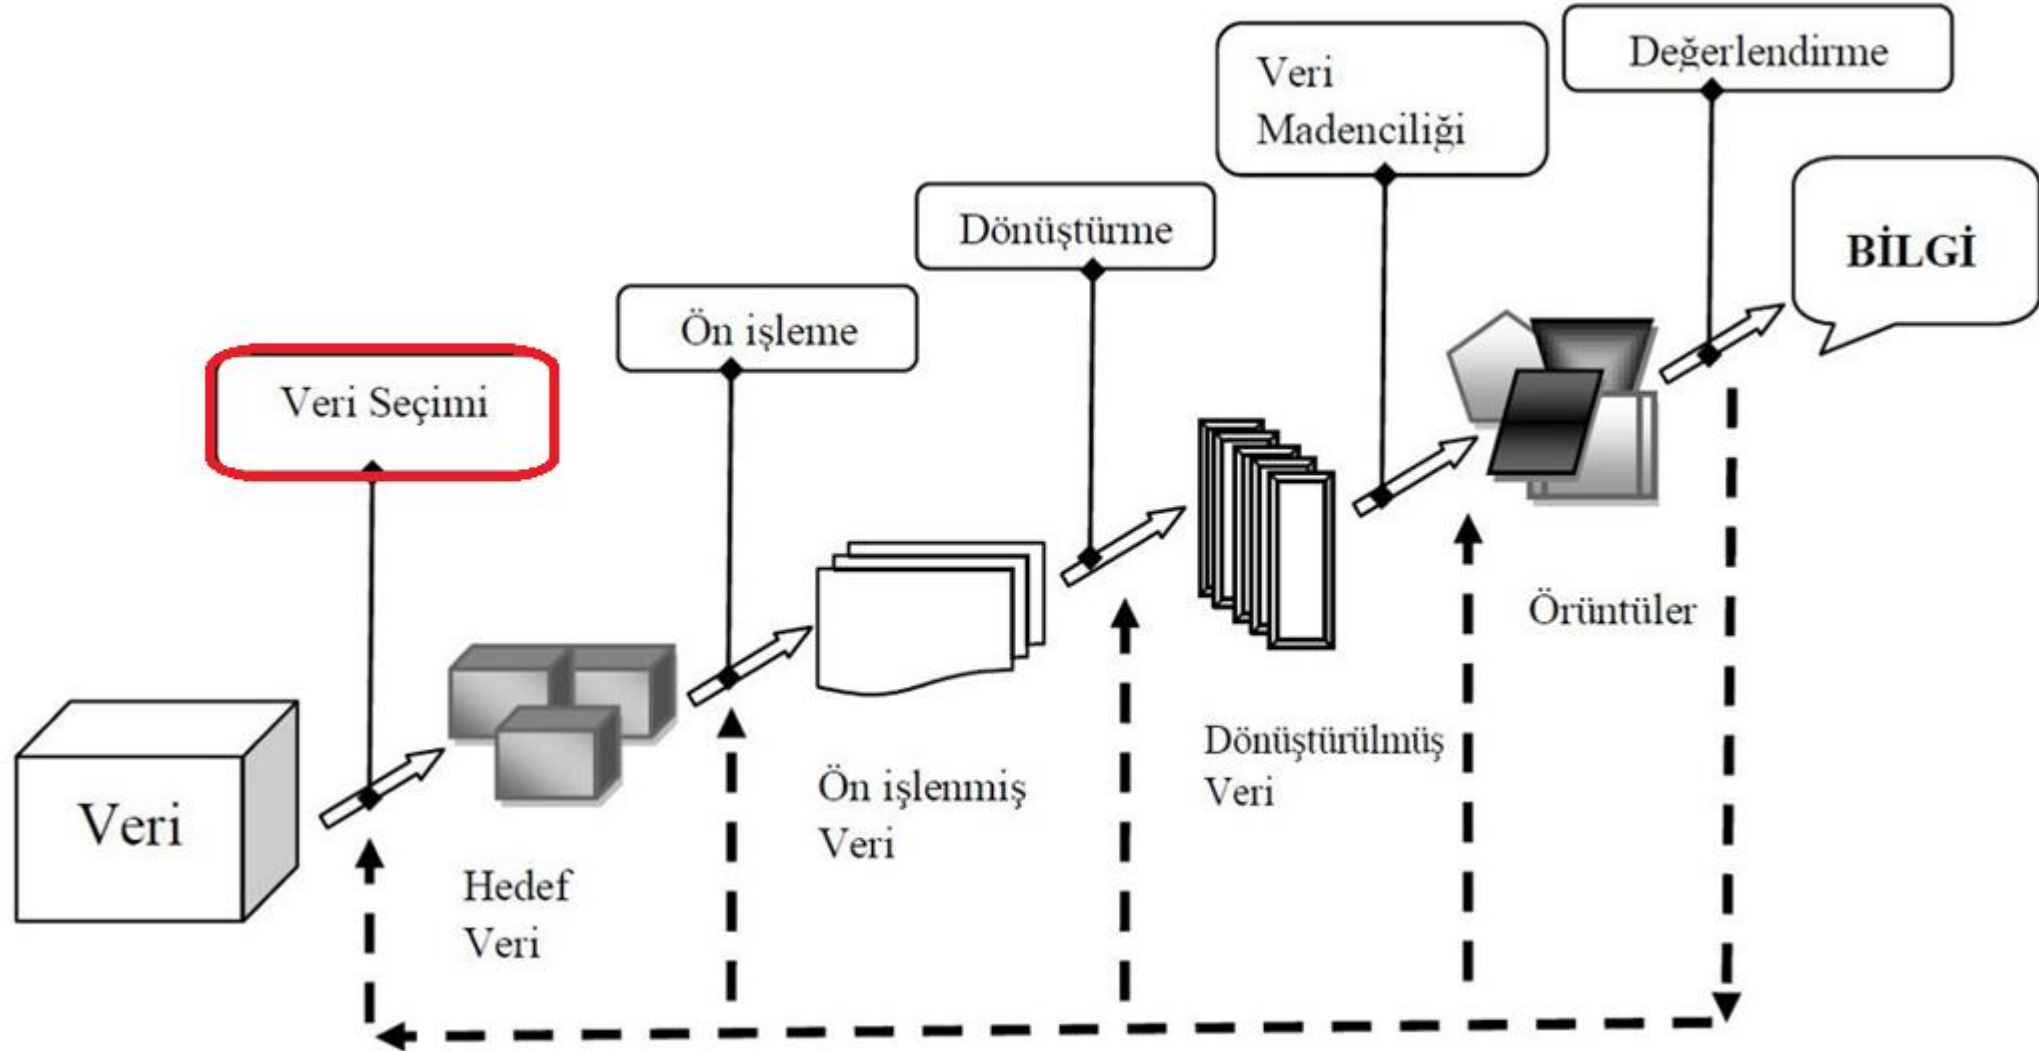 Değerlendirme
Veri
Madenciliği
Dönüştürme
BİLGİ
Ön işleme
Veri Seçimi
Örüntüler
Dönüştürülmüş
Veri
Ön işlenmiş
Veri
Veri
Hedef
Veri